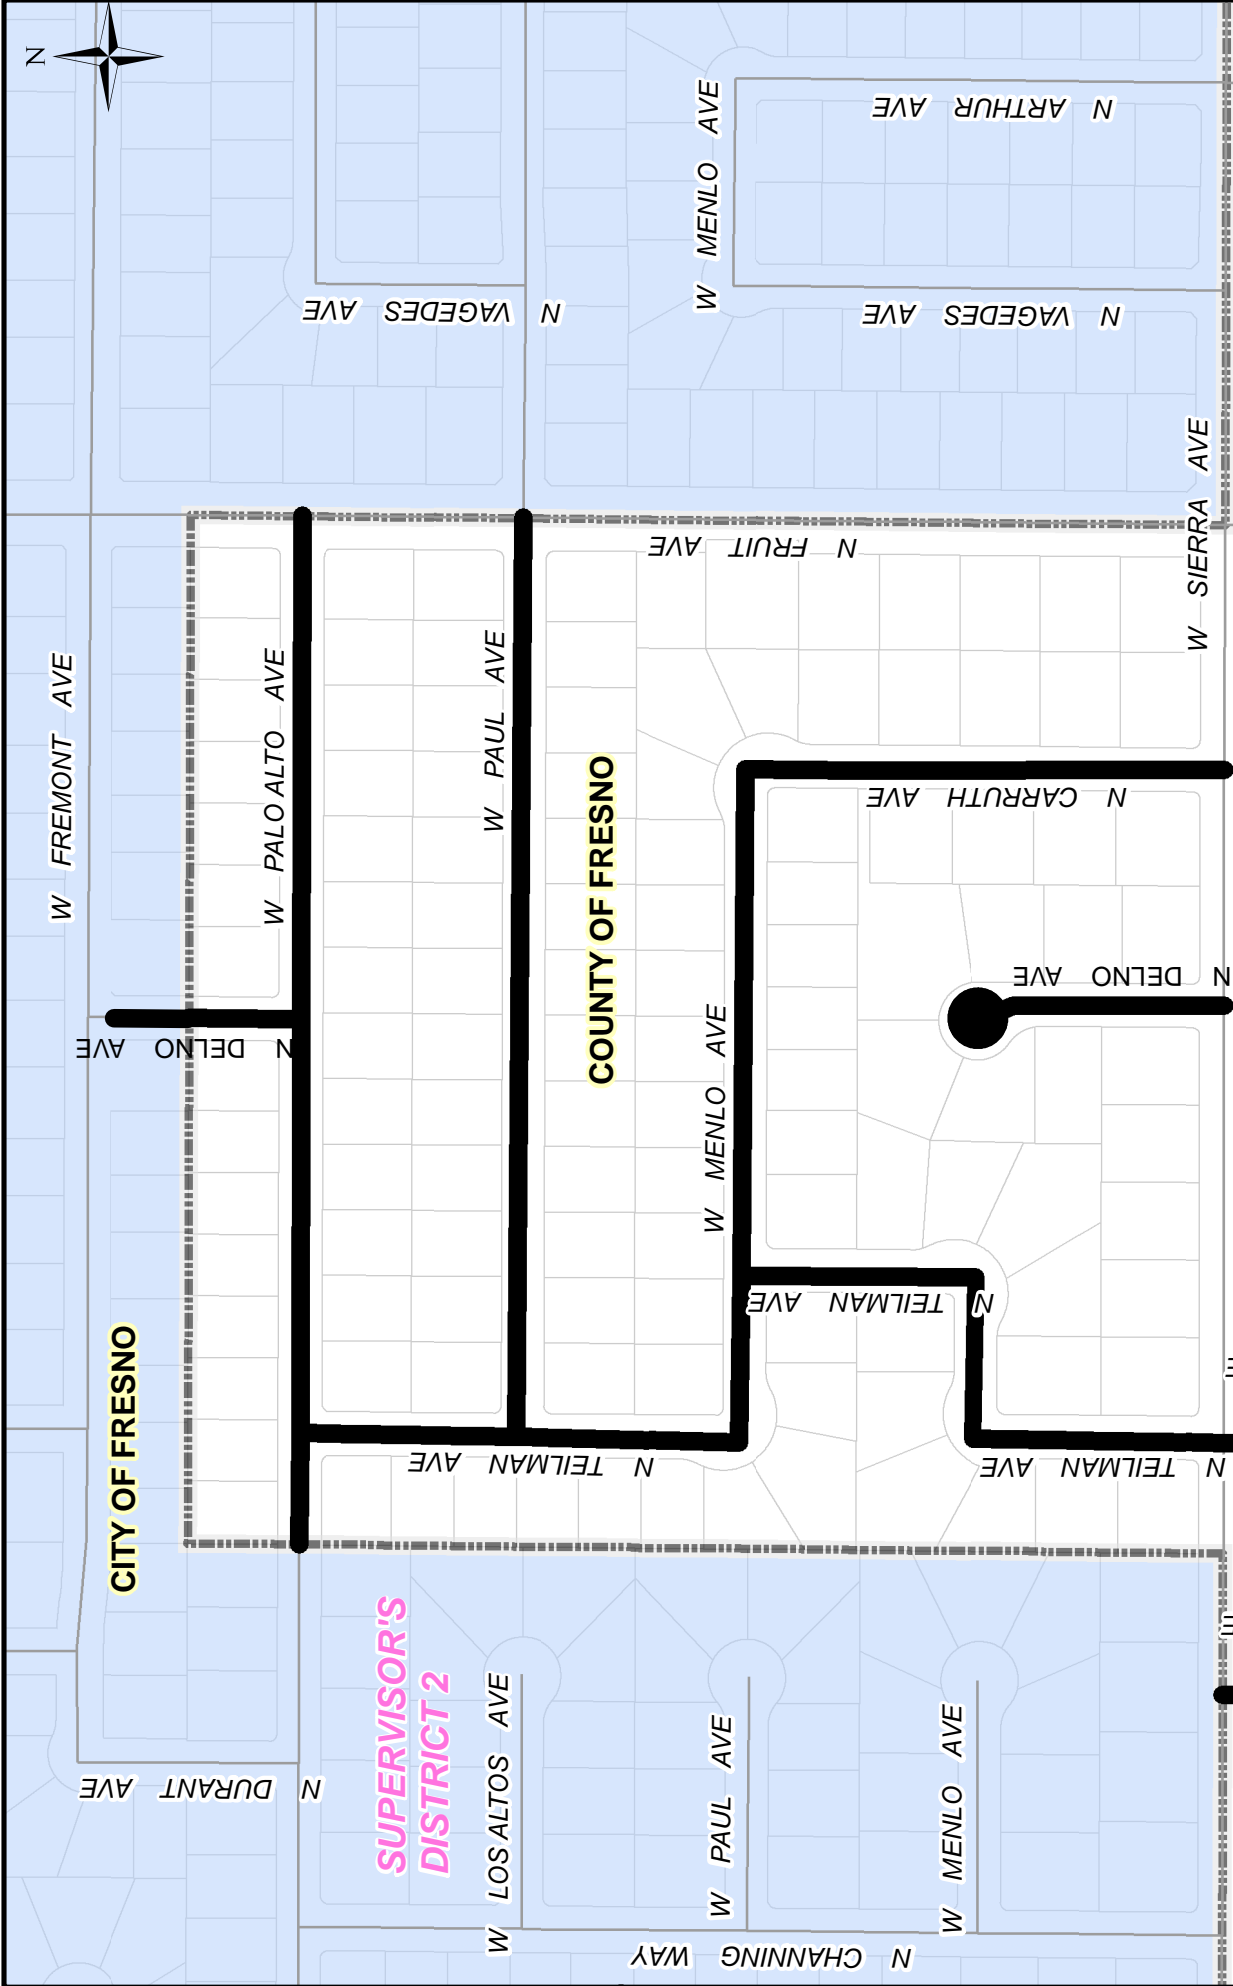 N
W FREMONT AVE
W PALO ALTO AVE
W PAUL AVE
W MENLO AVE
N ARTHUR AVE
N VAGEDES AVE
N VAGEDES AVE
W SIERRA AVE
N FRUIT AVE
N CARRUTH AVE
COUNTY OF FRESNO
N DELNO AVE
N DELNO AVE
W MENLO AVE
N TEILMAN AVE
N TEILMAN AVE
N TEILMAN AVE
CITY OF FRESNO
SUPERVISOR'S
DISTRICT 2
W LOS ALTOS AVE
W PAUL AVE
W MENLO AVE
N DURANT AVE
N CHANNING WAY